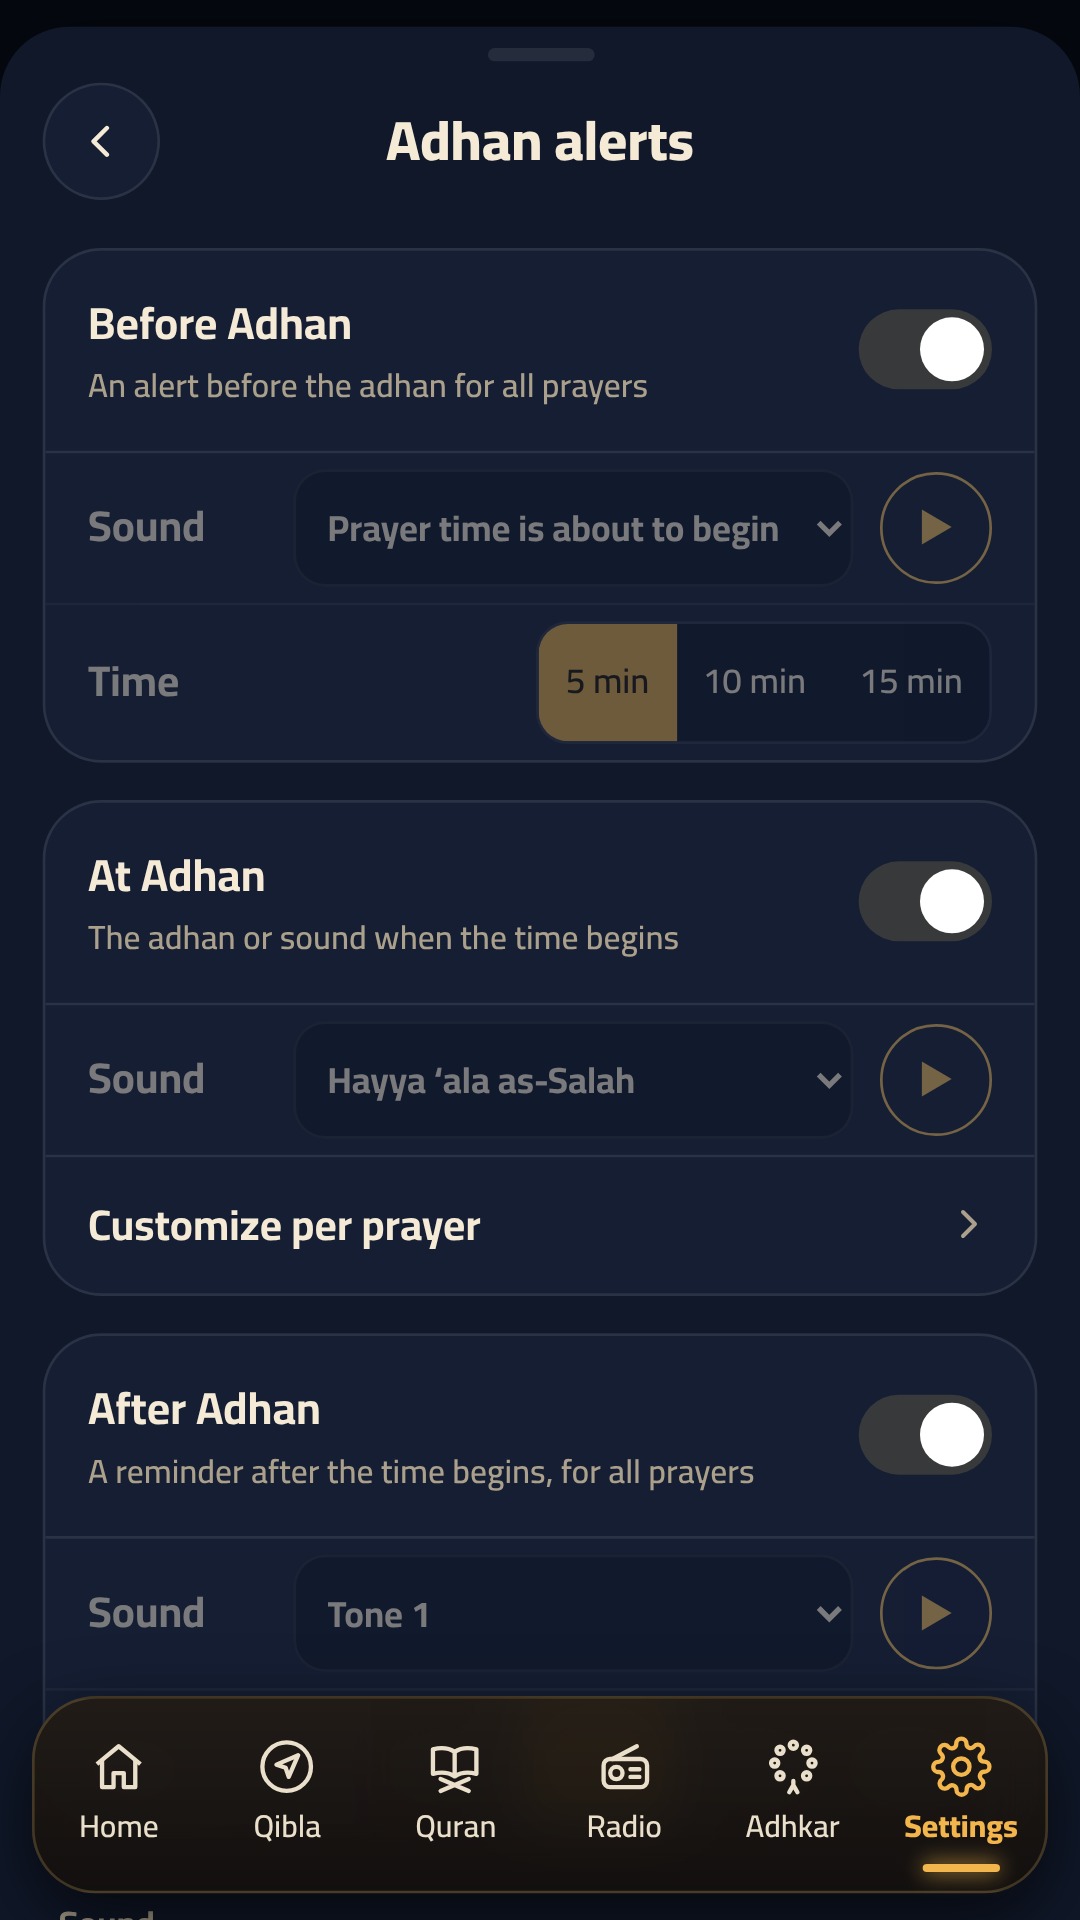 Adhan alerts
Before Adhan
An alert before the adhan for all prayers
Sound
Prayer time is about to begin
Time
5 min
10 min
15 min
At Adhan
The adhan or sound when the time begins
Sound
Hayya ‘ala as-Salah
Customize per prayer
After Adhan
A reminder after the time begins, for all prayers
Sound
Tone 1
Home
Qibla
Quran
Radio
Adhkar
Settings
Sound